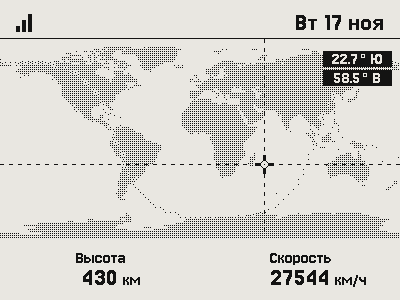 Вт 17 ноя
22.7° Ю
58.5° В
Высота
430 км
Скорость
27544 км/ч